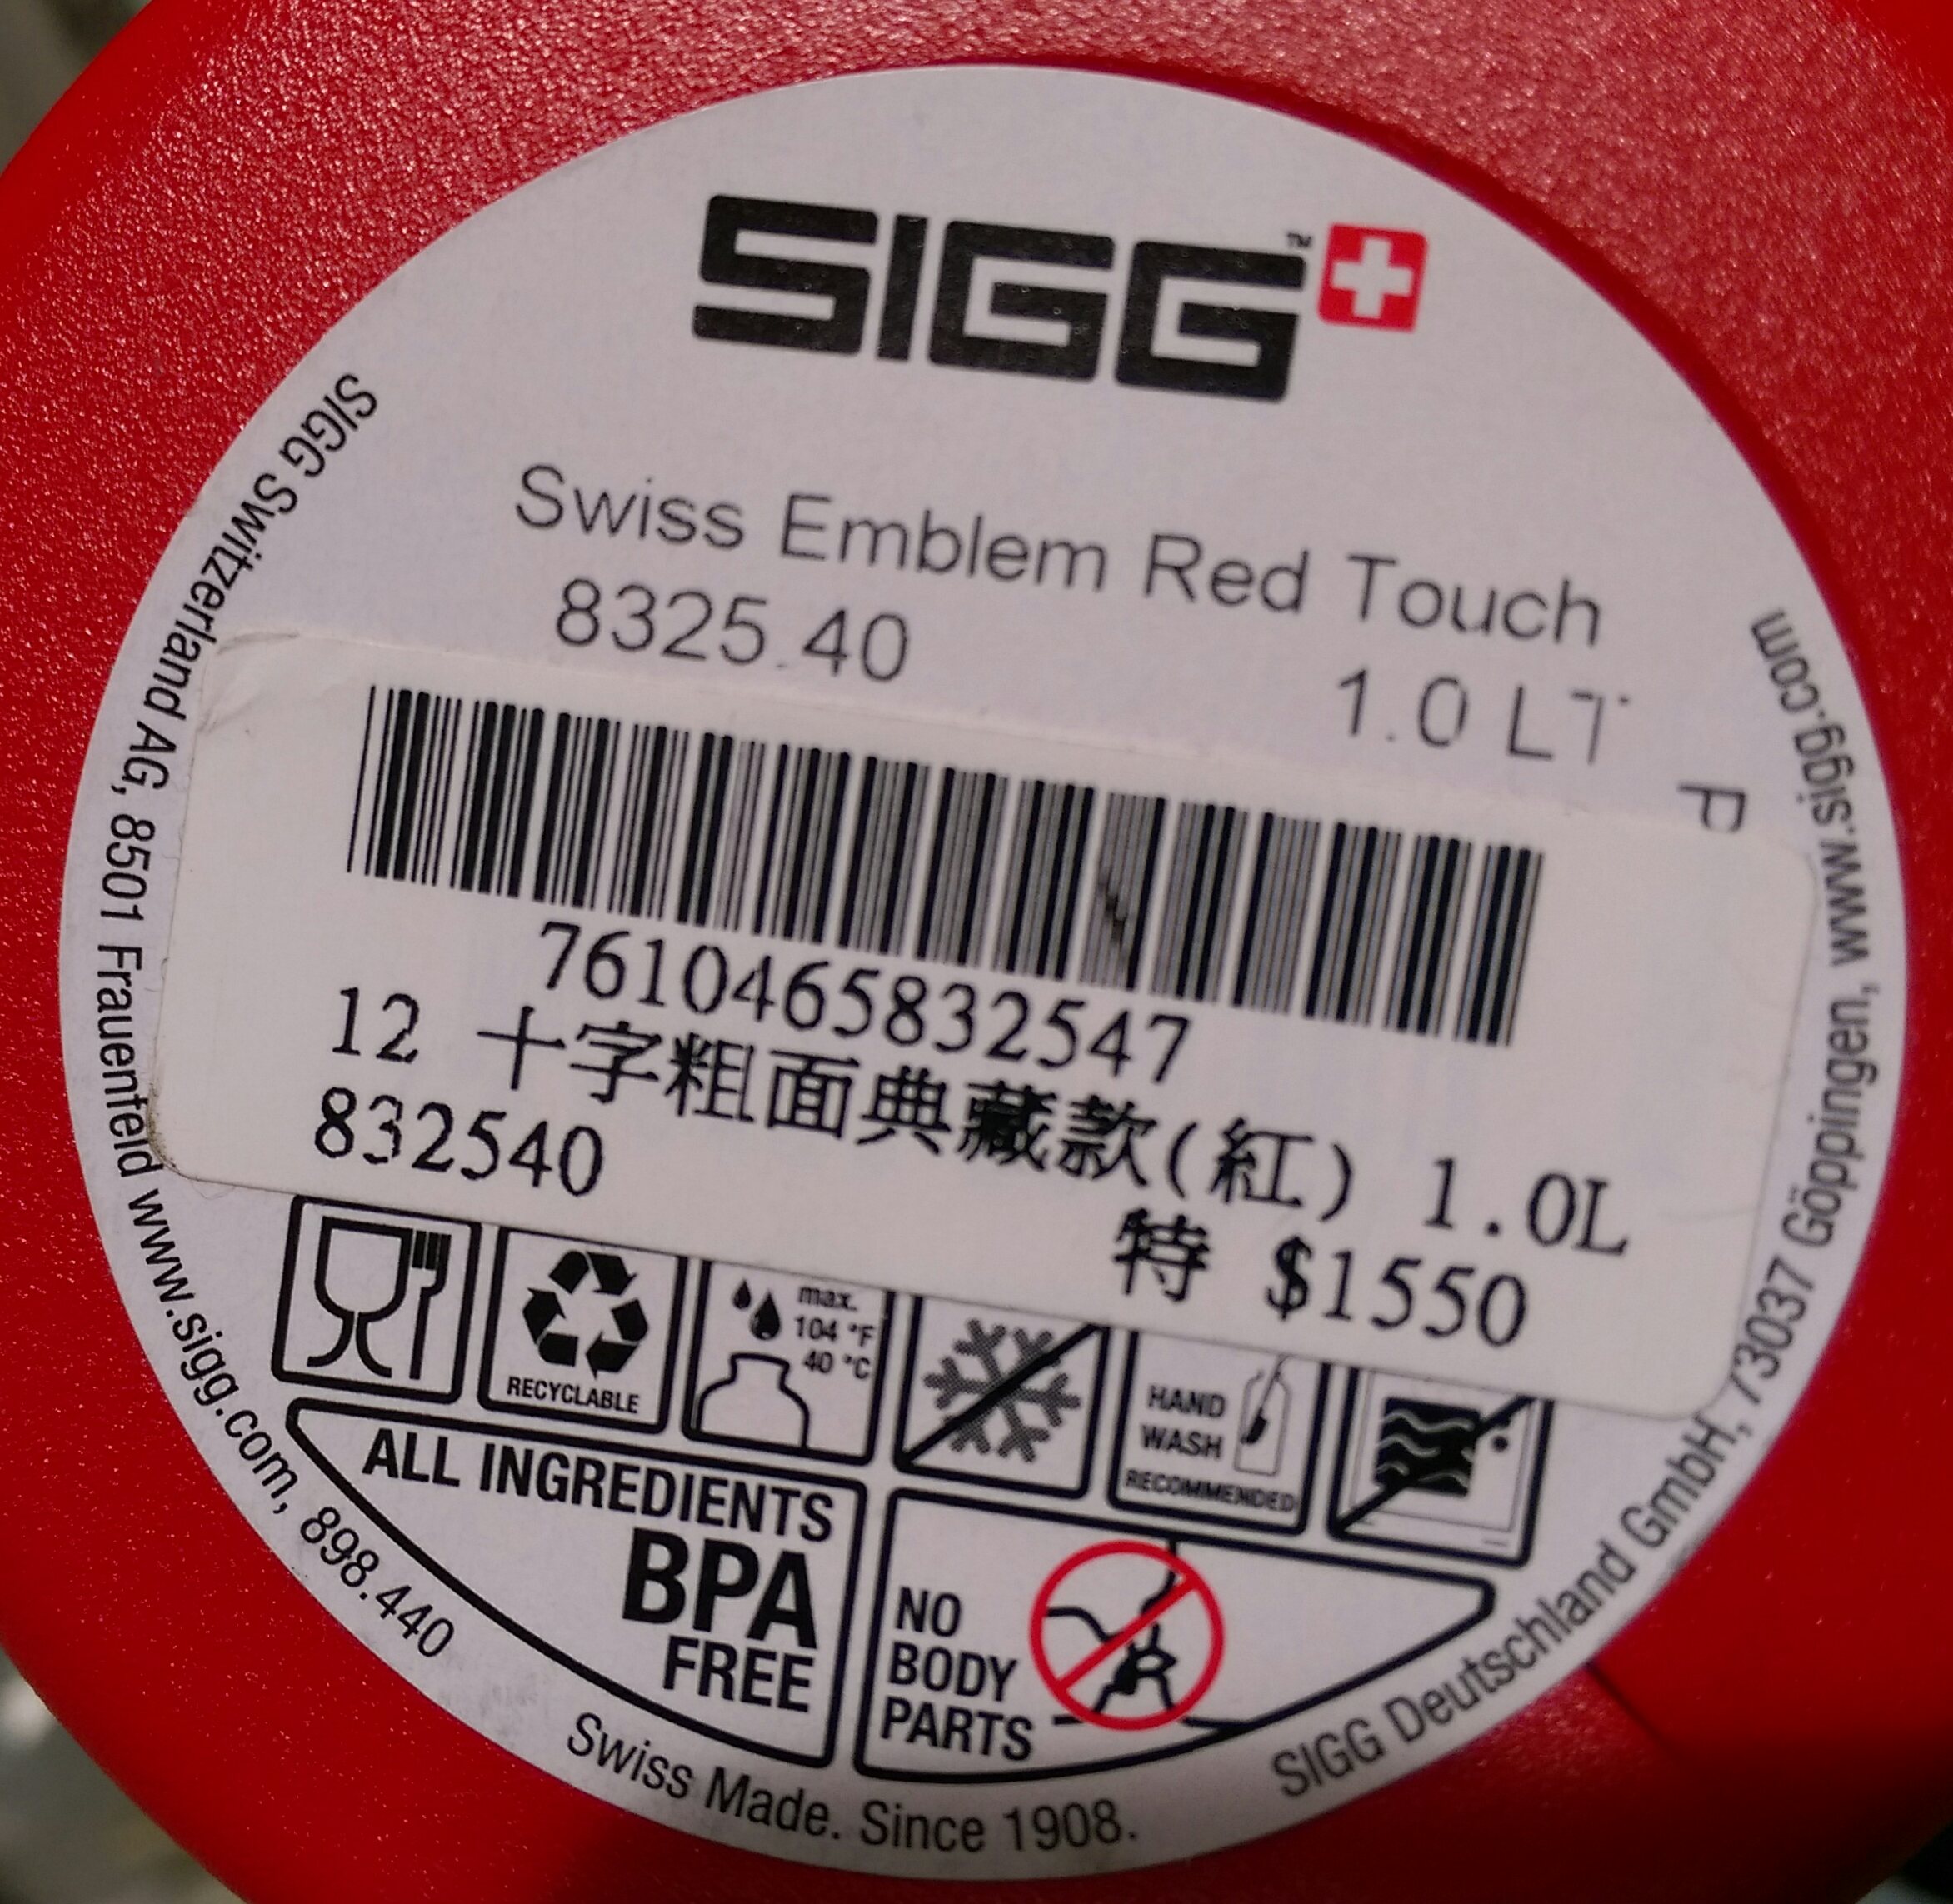 SIGG™
Swiss Emblem Red Touch
8325.40
1.0 LT
P
7610465832547
12 十字粗面典藏款(紅) 1.0L
832540
特 $1550
RECYCLABLE
max.
104 °F
40 °C
HAND
WASH
RECOMMENDED
ALL INGREDIENTS
BPA
FREE
NO
BODY
PARTS
SIGG Switzerland AG, 8501 Frauenfeld www.sigg.com, 898.440
Swiss Made. Since 1908.
SIGG Deutschland GmbH, 73037 Göppingen, www.sigg.com